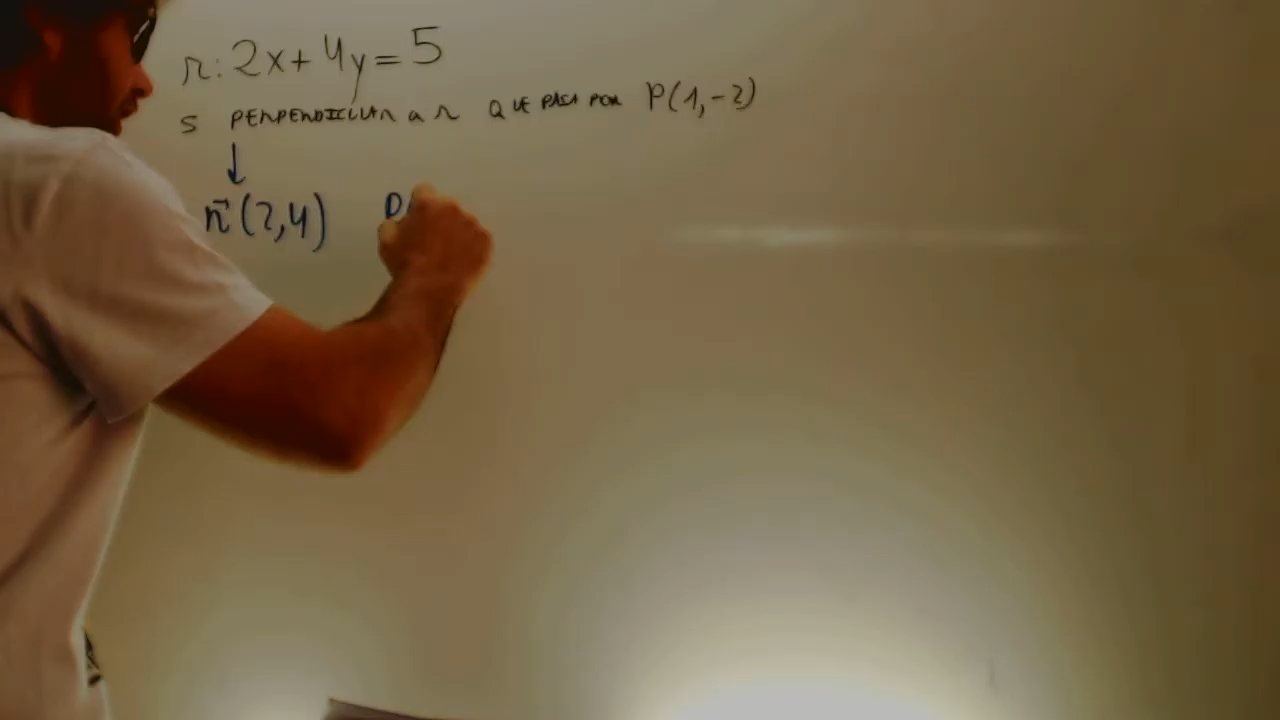 r: 2x+4y=5
s PERPENDICULAR a r QUE PASA POR P(1,-2)
↓
n⃗(2,4) P